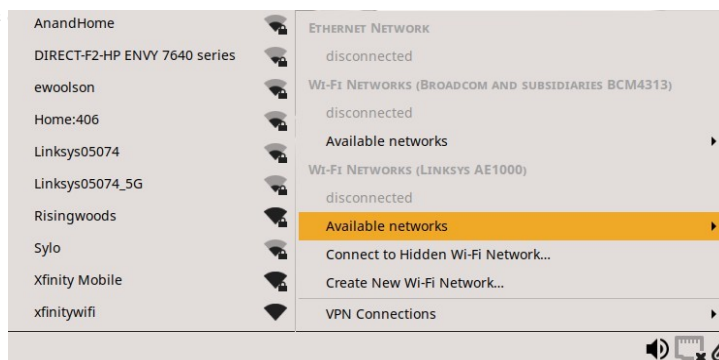 AnandHome
DIRECT-F2-HP ENVY 7640 series
ewoolson
Home:406
Linksys05074
Linksys05074_5G
Risingwoods
Sylo
Xfinity Mobile
xfinitywifi
Ethernet Network
disconnected
Wi-Fi Networks (Broadcom and subsidiaries BCM4313)
disconnected
Available networks
Wi-Fi Networks (Linksys AE1000)
disconnected
Available networks
Connect to Hidden Wi-Fi Network...
Create New Wi-Fi Network...
VPN Connections